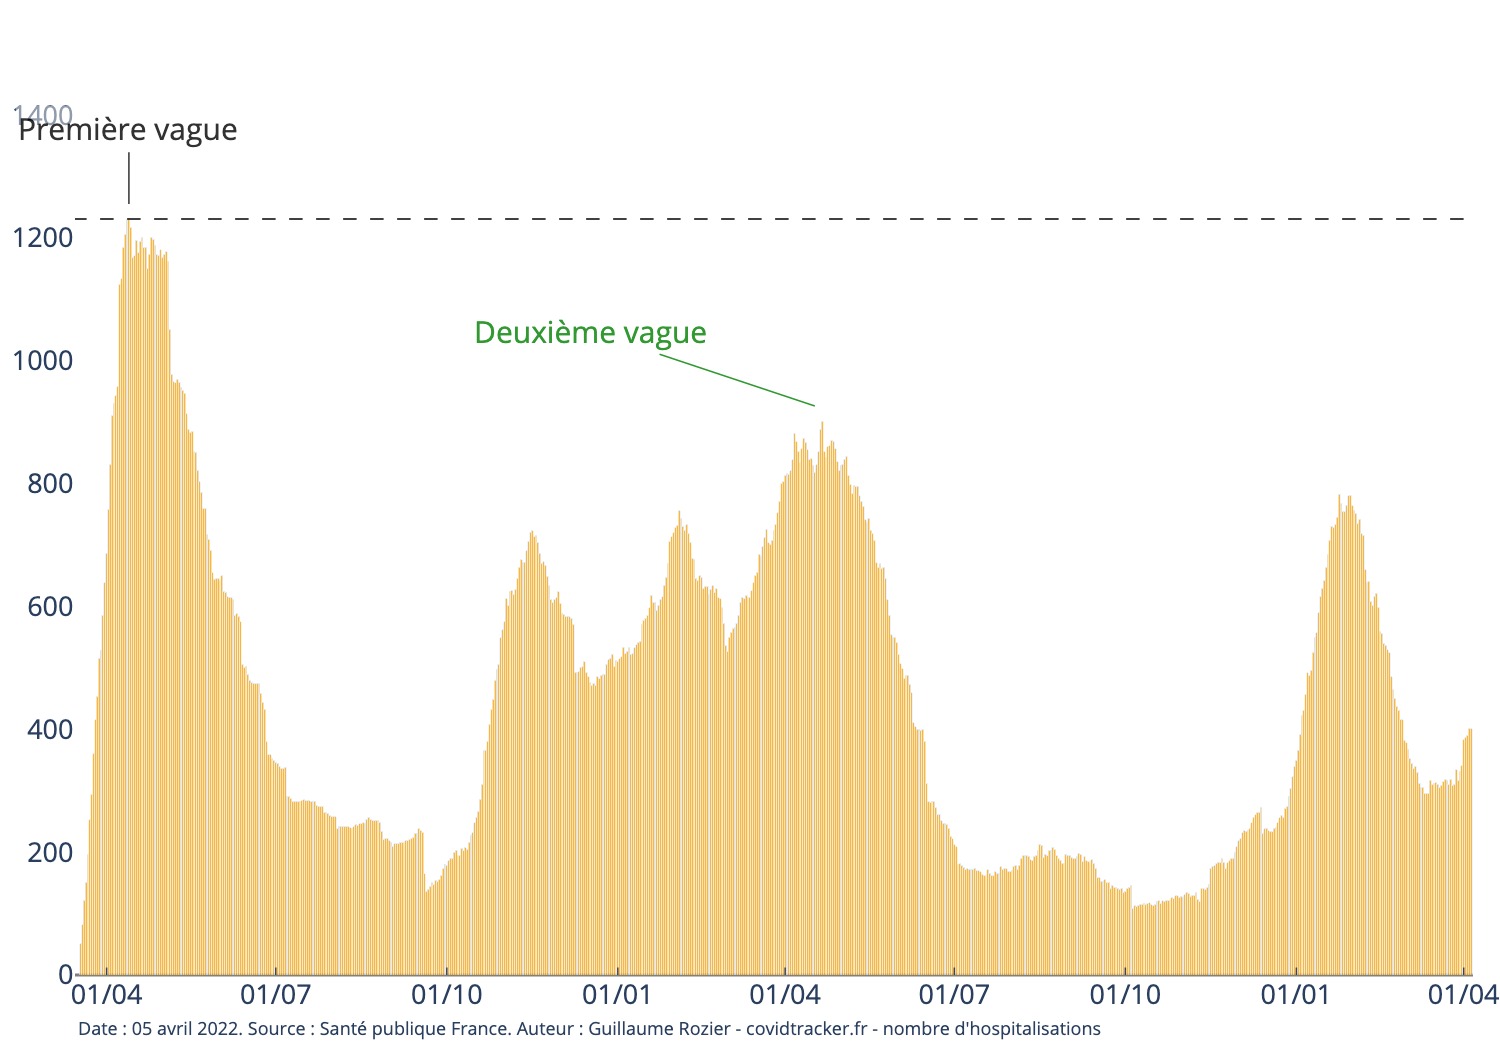 1400
Première vague
1200
Deuxième vague
1000
800
600
400
200
0
01/04 01/07 01/10 01/01 01/04 01/07 01/10 01/01 01/04
Date : 05 avril 2022. Source : Santé publique France. Auteur : Guillaume Rozier - covidtracker.fr - nombre d'hospitalisations